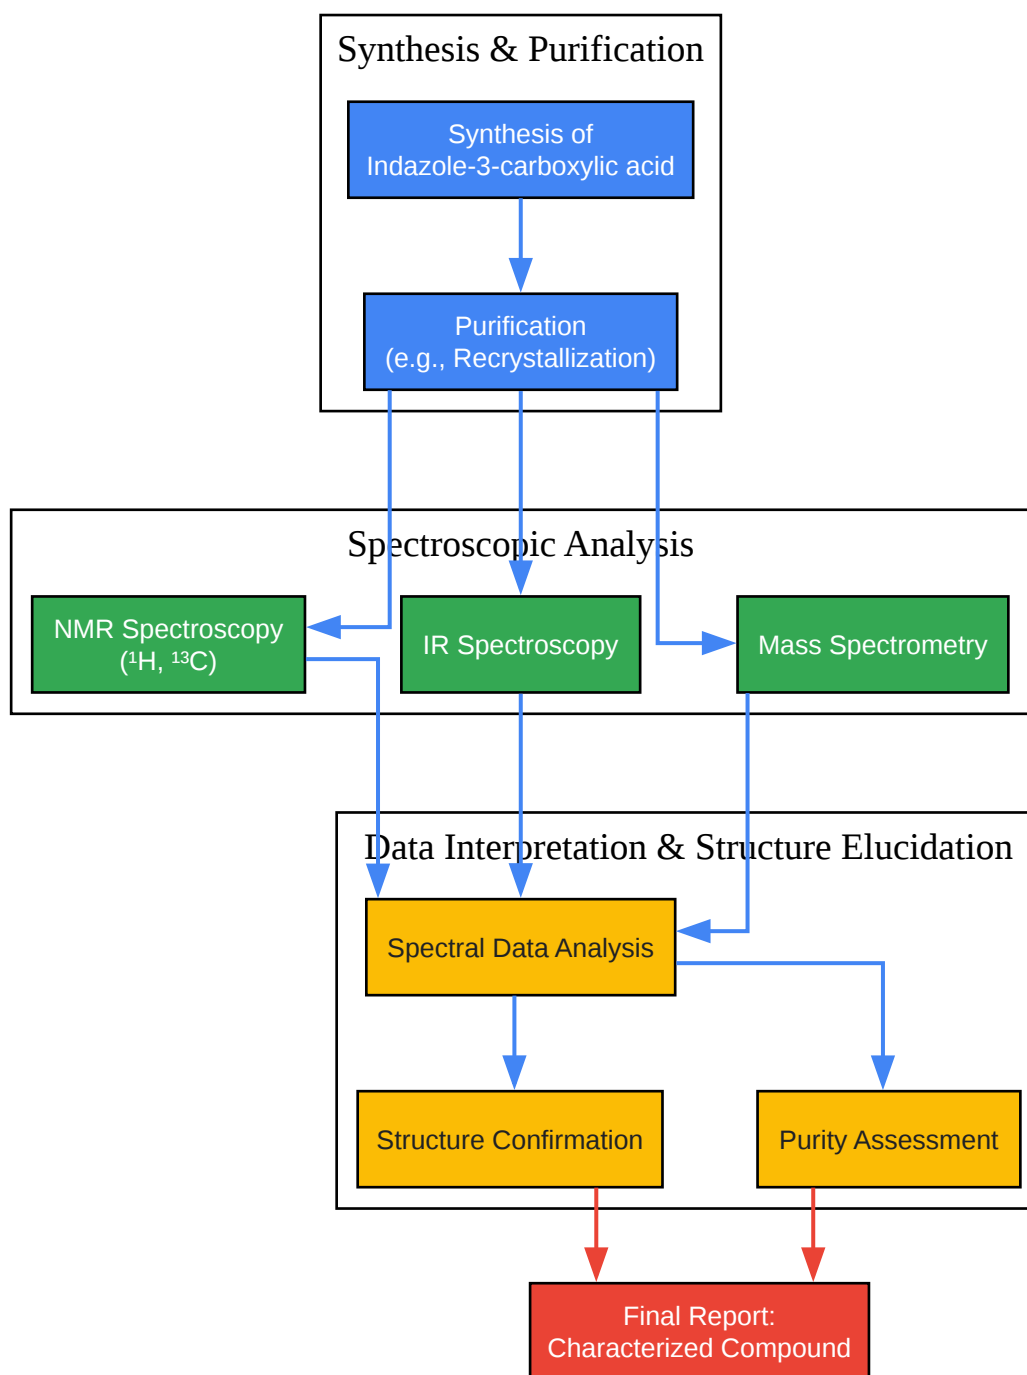 Synthesis & Purification
Synthesis of
Indazole-3-carboxylic acid
Purification
(e.g., Recrystallization)
Spectroscopic Analysis
NMR Spectroscopy
(¹H, ¹³C)
IR Spectroscopy
Mass Spectrometry
Data Interpretation & Structure Elucidation
Spectral Data Analysis
Structure Confirmation
Purity Assessment
Final Report:
Characterized Compound